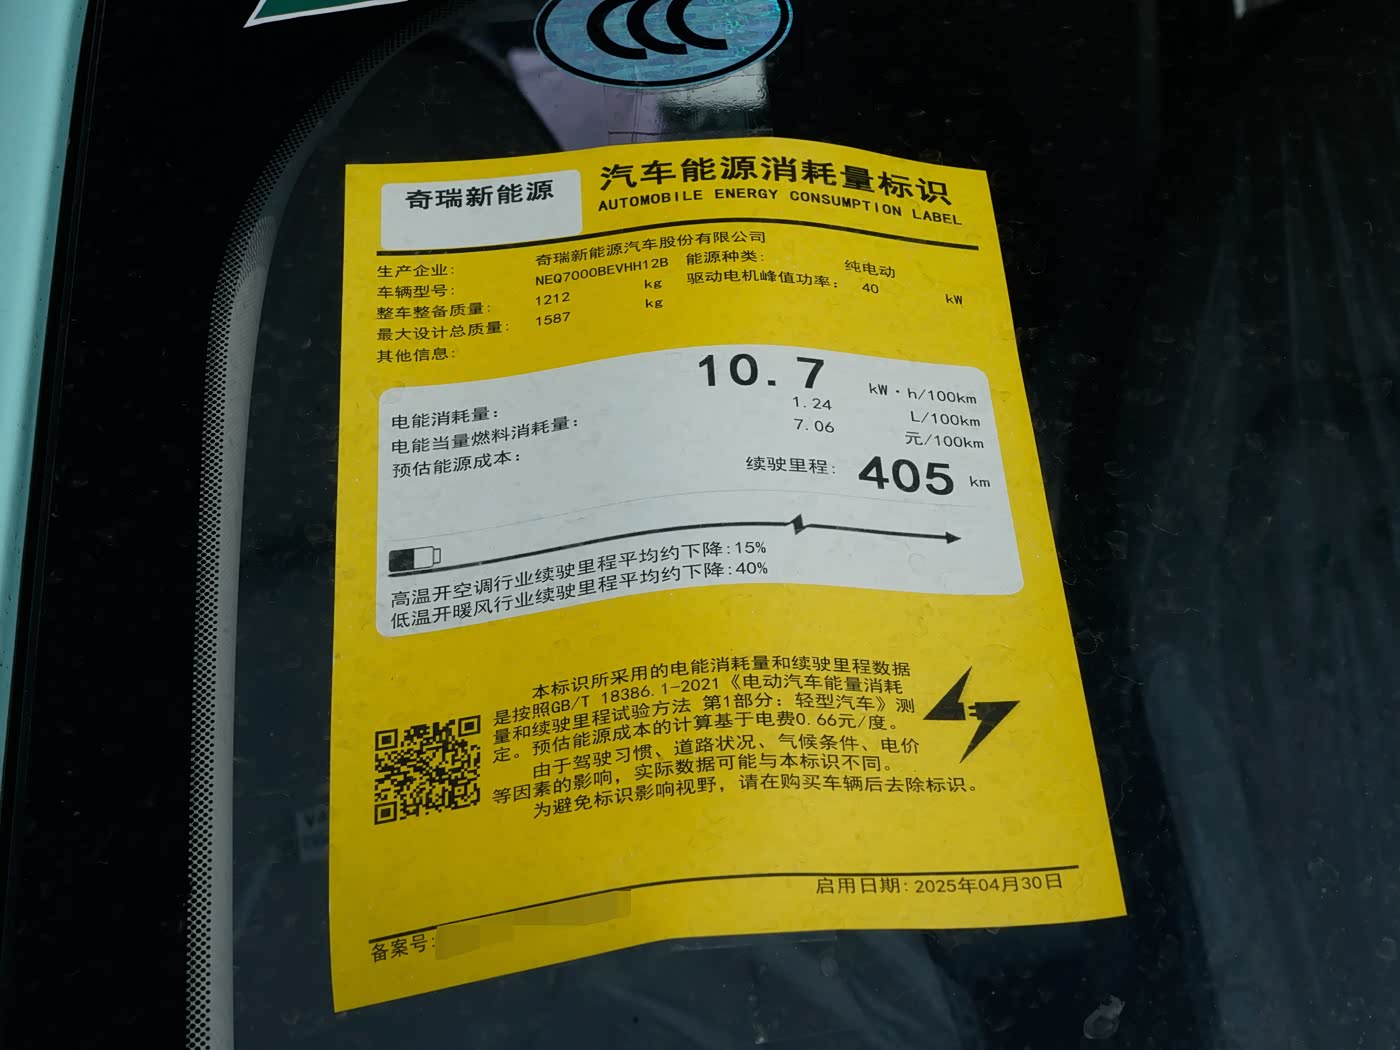 CCC
奇瑞新能源
汽车能源消耗量标识
AUTOMOBILE ENERGY CONSUMPTION LABEL
生产企业: 奇瑞新能源汽车股份有限公司
车辆型号: NEQ7000BEVHH12B 能源种类: 纯电动
整车整备质量: 1212 kg 驱动电机峰值功率: 40 kW
最大设计总质量: 1587 kg
其他信息:
电能消耗量: 10.7 kW·h/100km
电能当量燃料消耗量: 1.24 L/100km
预估能源成本: 7.06 元/100km
续驶里程: 405 km
高温开空调行业续驶里程平均约下降:15%
低温开暖风行业续驶里程平均约下降:40%
本标识所采用的电能消耗量和续驶里程数据
是按照GB/T 18386.1-2021《电动汽车能量消耗
量和续驶里程试验方法 第1部分: 轻型汽车》测
定。预估能源成本的计算基于电费0.66元/度。
由于驾驶习惯、道路状况、气候条件、电价
等因素的影响，实际数据可能与本标识不同。
为避免标识影响视野，请在购买车辆后去除标识。
启用日期:2025年04月30日
备案号: